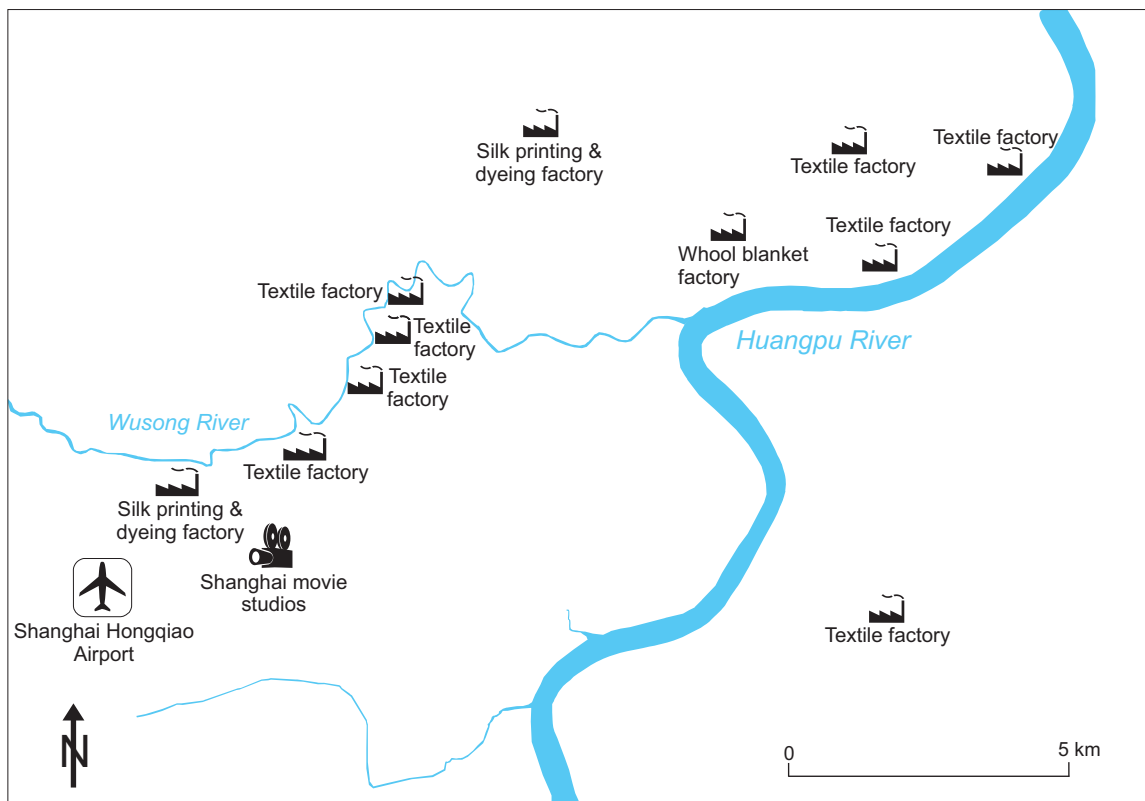 Silk printing &
dyeing factory
Textile factory
Textile factory
Textile factory
Whool blanket
factory
Textile factory
Textile
factory
Textile
factory
Huangpu River
Wusong River
Textile factory
Silk printing &
dyeing factory
Shanghai movie
studios
Shanghai Hongqiao
Airport
Textile factory
N
0
5 km